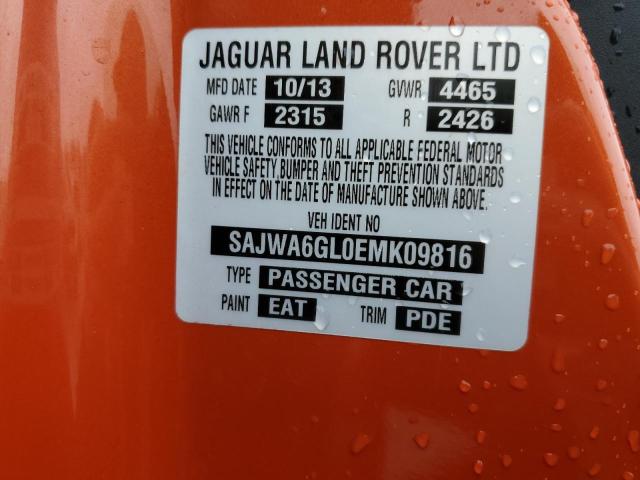 JAGUAR LAND ROVER LTD
MFD DATE 10/13 GVWR 4465
GAWR F 2315 R 2426
THIS VEHICLE CONFORMS TO ALL APPLICABLE FEDERAL MOTOR
VEHICLE SAFETY,BUMPER AND THEFT PREVENTION STANDARDS
IN EFFECT ON THE DATE OF MANUFACTURE SHOWN ABOVE.
VEH IDENT NO
SAJWA6GL0EMK09816
TYPE PASSENGER CAR
PAINT EAT TRIM PDE